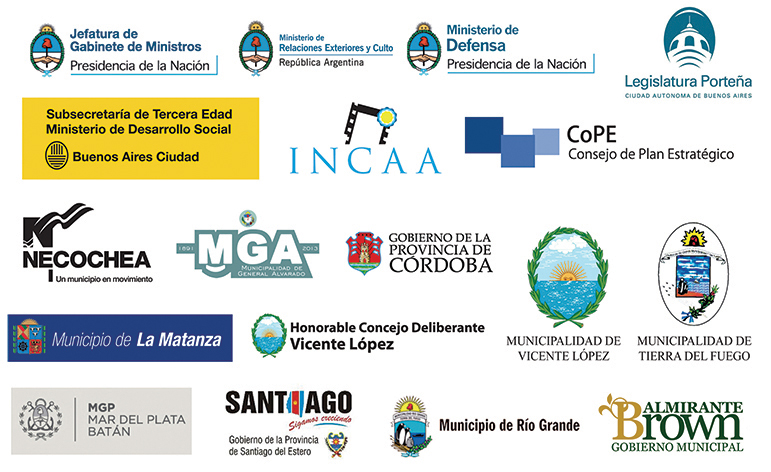 Jefatura de
Gabinete de Ministros
Presidencia de la Nación
Ministerio de
Relaciones Exteriores y Culto
República Argentina
Ministerio de
Defensa
Presidencia de la Nación
Legislatura Porteña
CIUDAD AUTONOMA DE BUENOS AIRES
Subsecretaría de Tercera Edad
Ministerio de Desarrollo Social
Buenos Aires Ciudad
INCAA
CoPE
Consejo de Plan Estratégico
NECOCHEA
Un municipio en movimiento
1891
MGA
2013
MUNICIPALIDAD DE
GENERAL ALVARADO
GOBIERNO DE LA
PROVINCIA DE
CÓRDOBA
MUNICIPALIDAD DE
VICENTE LÓPEZ
MUNICIPALIDAD DE
TIERRA DEL FUEGO
Municipio de La Matanza
Honorable Concejo Deliberante
Vicente López
MGP
MAR DEL PLATA
BATÁN
SANTIAGO
Sigamos creciendo
Gobierno de la Provincia
de Santiago del Estero
Municipio de Río Grande
ALMIRANTE
Brown
GOBIERNO MUNICIPAL